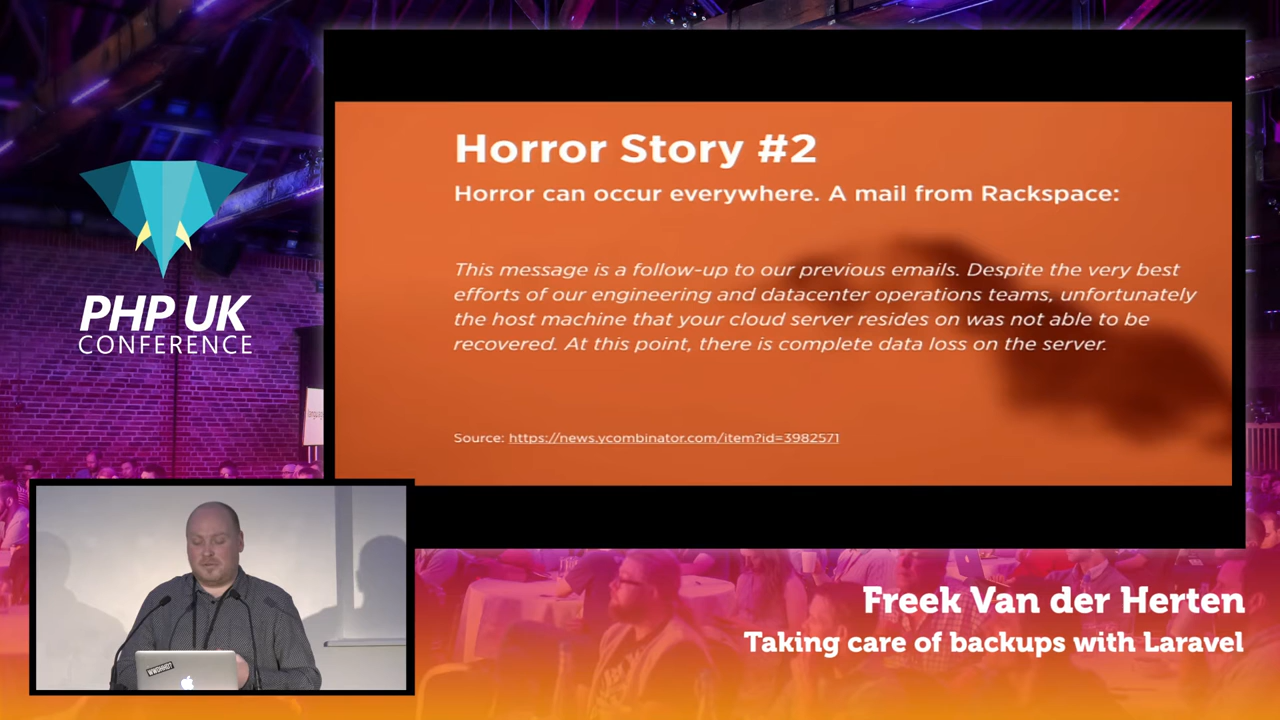 Horror Story #2
Horror can occur everywhere. A mail from Rackspace:
This message is a follow-up to our previous emails. Despite the very best
efforts of our engineering and datacenter operations teams, unfortunately
the host machine that your cloud server resides on was not able to be
recovered. At this point, there is complete data loss on the server.
Source: https://news.ycombinator.com/item?id=3982571
PHP UK
CONFERENCE
Freek Van der Herten
Taking care of backups with Laravel